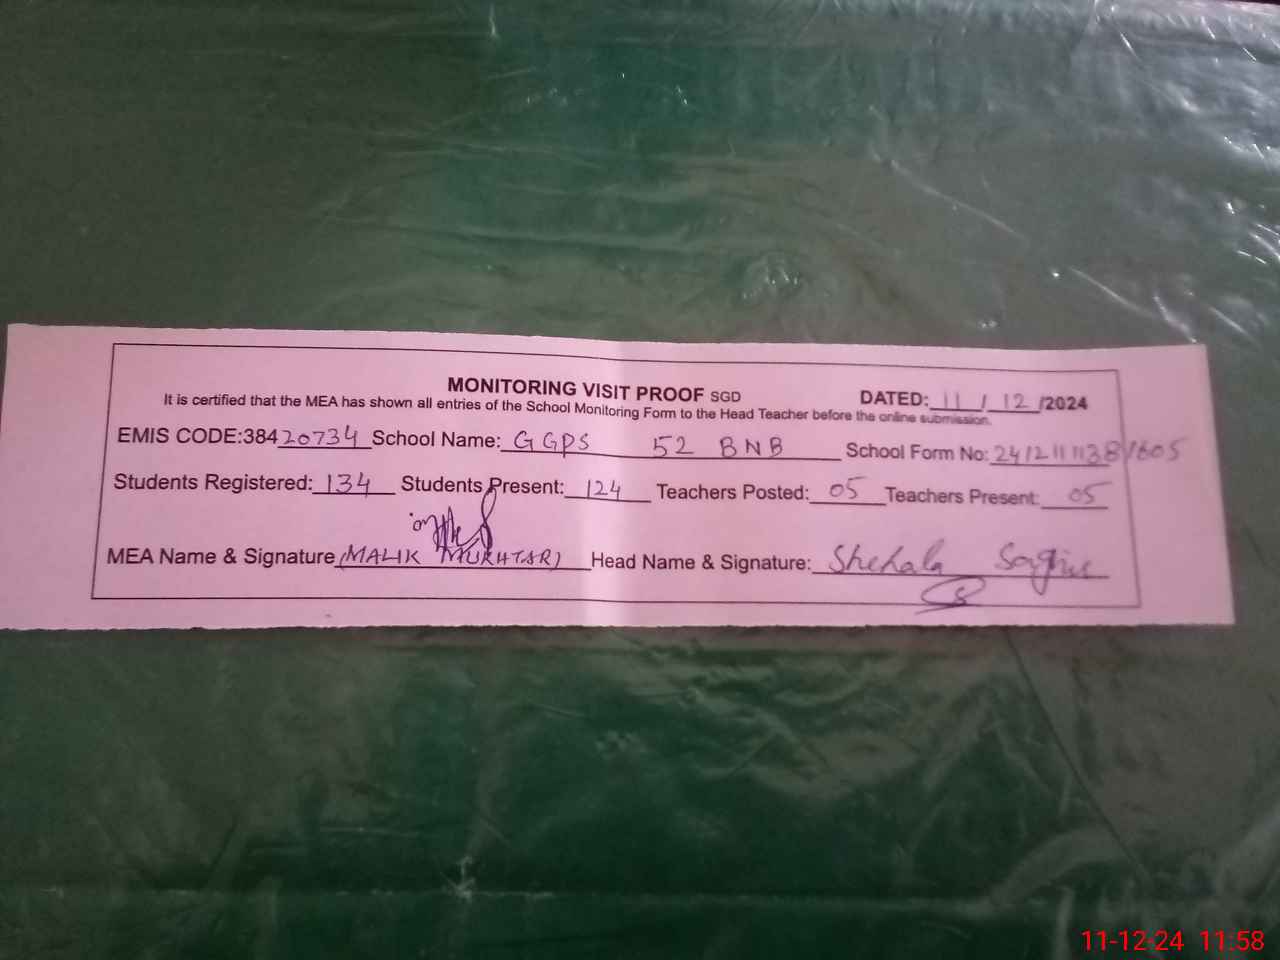 MONITORING VISIT PROOF SGD DATED: 11/12/2024
It is certified that the MEA has shown all entries of the School Monitoring Form to the Head Teacher before the online submission.
EMIS CODE:38420734 School Name: GGPS 52 BNB School Form No: 24121111381605
Students Registered: 134 Students Present: 124 Teachers Posted: 05 Teachers Present: 05
MEA Name & Signature (MALIK MUKHTAR) Head Name & Signature: Shehala
11-12-24 11:58